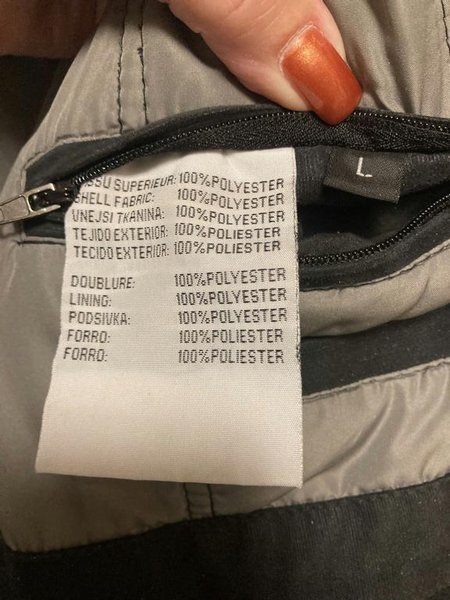 SUPERIEUR: 100%POLYESTER
SHELL FABRIC: 100%POLYESTER
VNEJSI TKANINA: 100%POLYESTER
TEJIDO EXTERIOR: 100%POLIESTER
TECIDO EXTERIOR: 100%POLIESTER
DOUBLURE: 100%POLYESTER
LINING: 100%POLYESTER
PODSIVKA: 100%POLYESTER
FORRO: 100%POLIESTER
FORRO: 100%POLIESTER
L